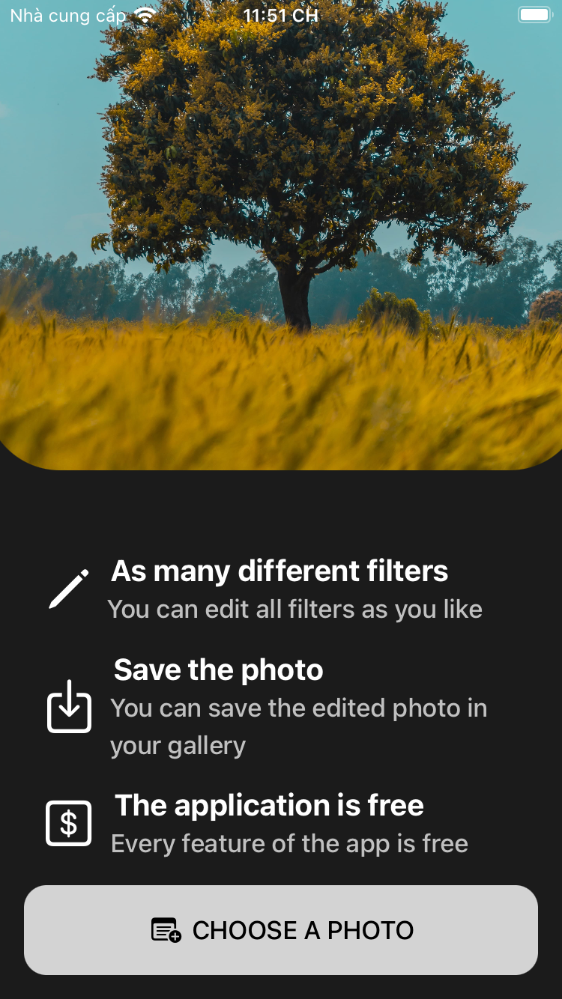 Nhà cung cấp 11:51 CH
As many different filters
You can edit all filters as you like
Save the photo
You can save the edited photo in
your gallery
$
The application is free
Every feature of the app is free
CHOOSE A PHOTO